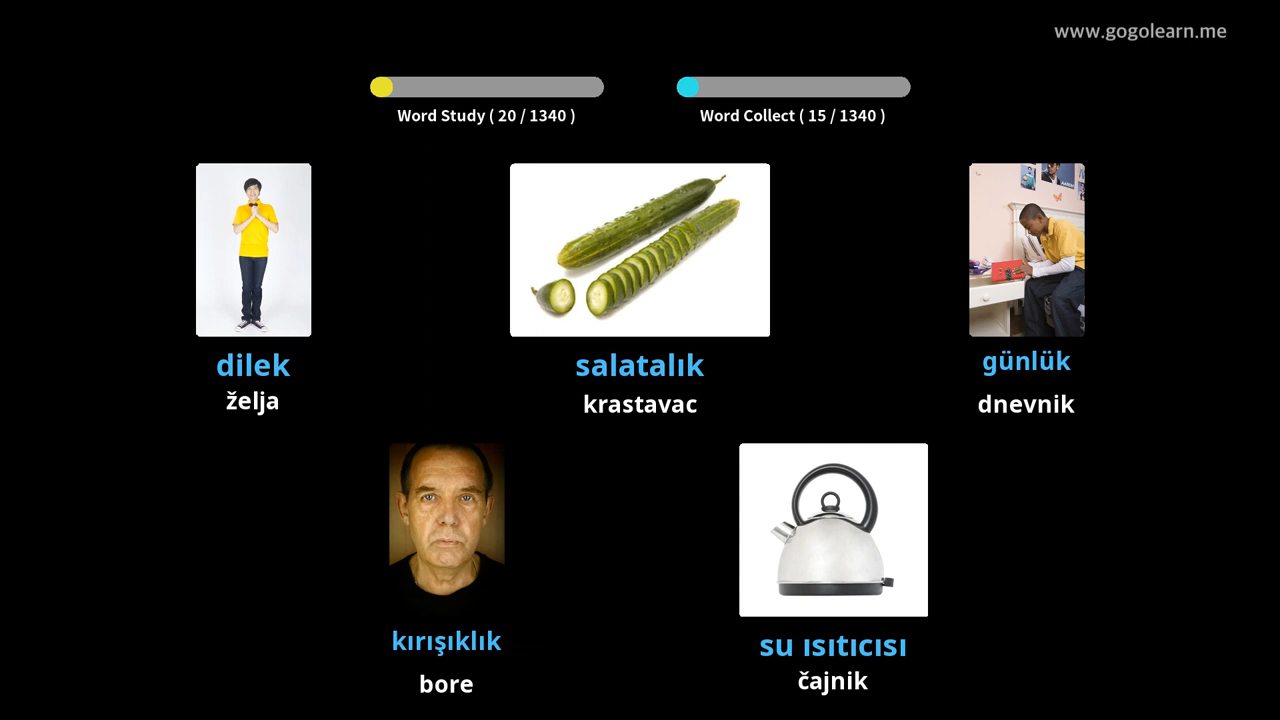 www.gogolearn.me
Word Study ( 20 / 1340 )
Word Collect ( 15 / 1340 )
dilek
želja
salatalık
krastavac
günlük
dnevnik
kırışıklık
bore
su ısıtıcısı
čajnik